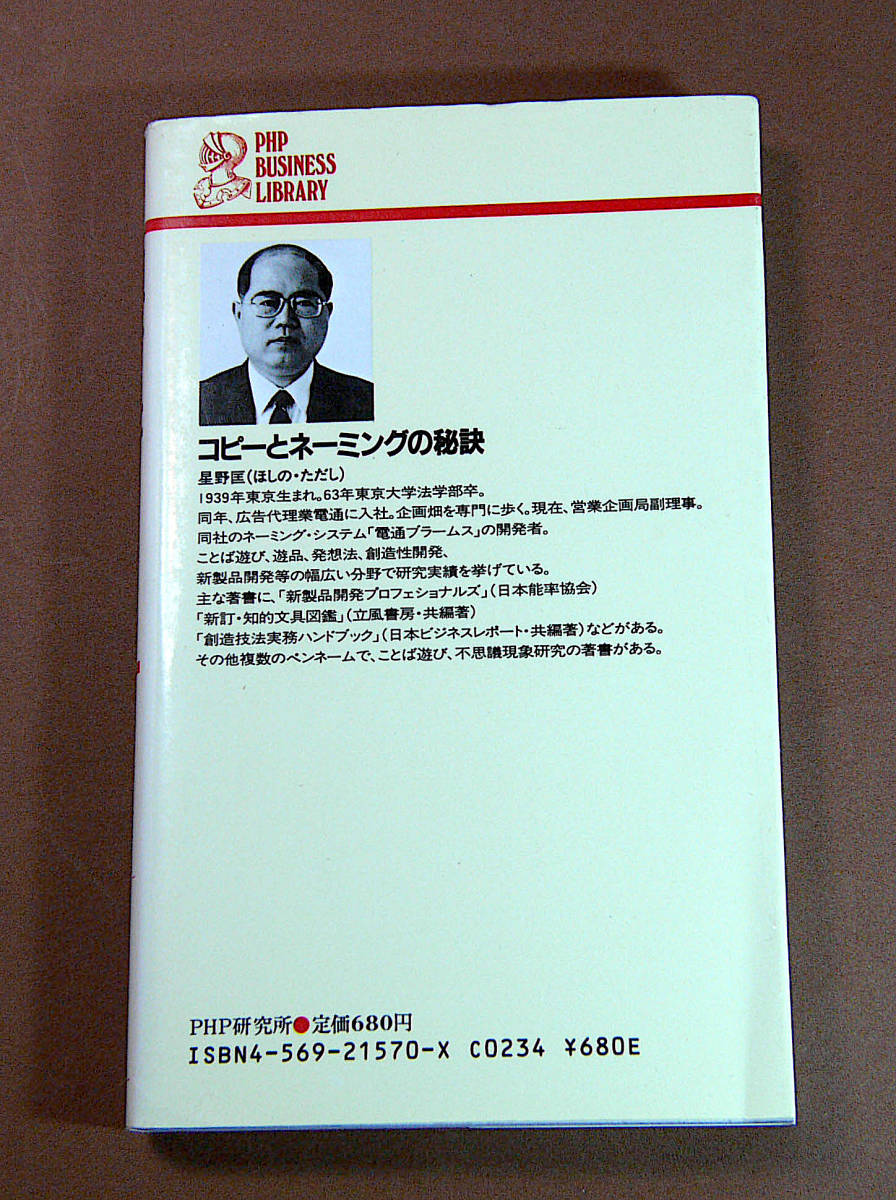 PHP
BUSINESS
LIBRARY
コピーとネーミングの秘訣
星野匡(ほしの・ただし)
1939年東京生まれ。63年東京大学法学部卒。
同年、広告代理業電通に入社。企画畑を専門に歩く。現在、営業企画局副理事。
同社のネーミング・システム「電通ブラームス」の開発者。
ことば遊び、遊品、発想法、創造性開発、
新製品開発等の幅広い分野で研究実績を挙げている。
主な著書に、「新製品開発プロフェショナルズ」(日本能率協会)
「新訂・知的文具図鑑」(立風書房・共編著)
「創造技法実務ハンドブック」(日本ビジネスレポート・共編著)などがある。
その他複数のペンネームで、ことば遊び、不思議現象研究の著書がある。
PHP研究所●定価680円
ISBN4-569-21570-X C0234 ¥680E